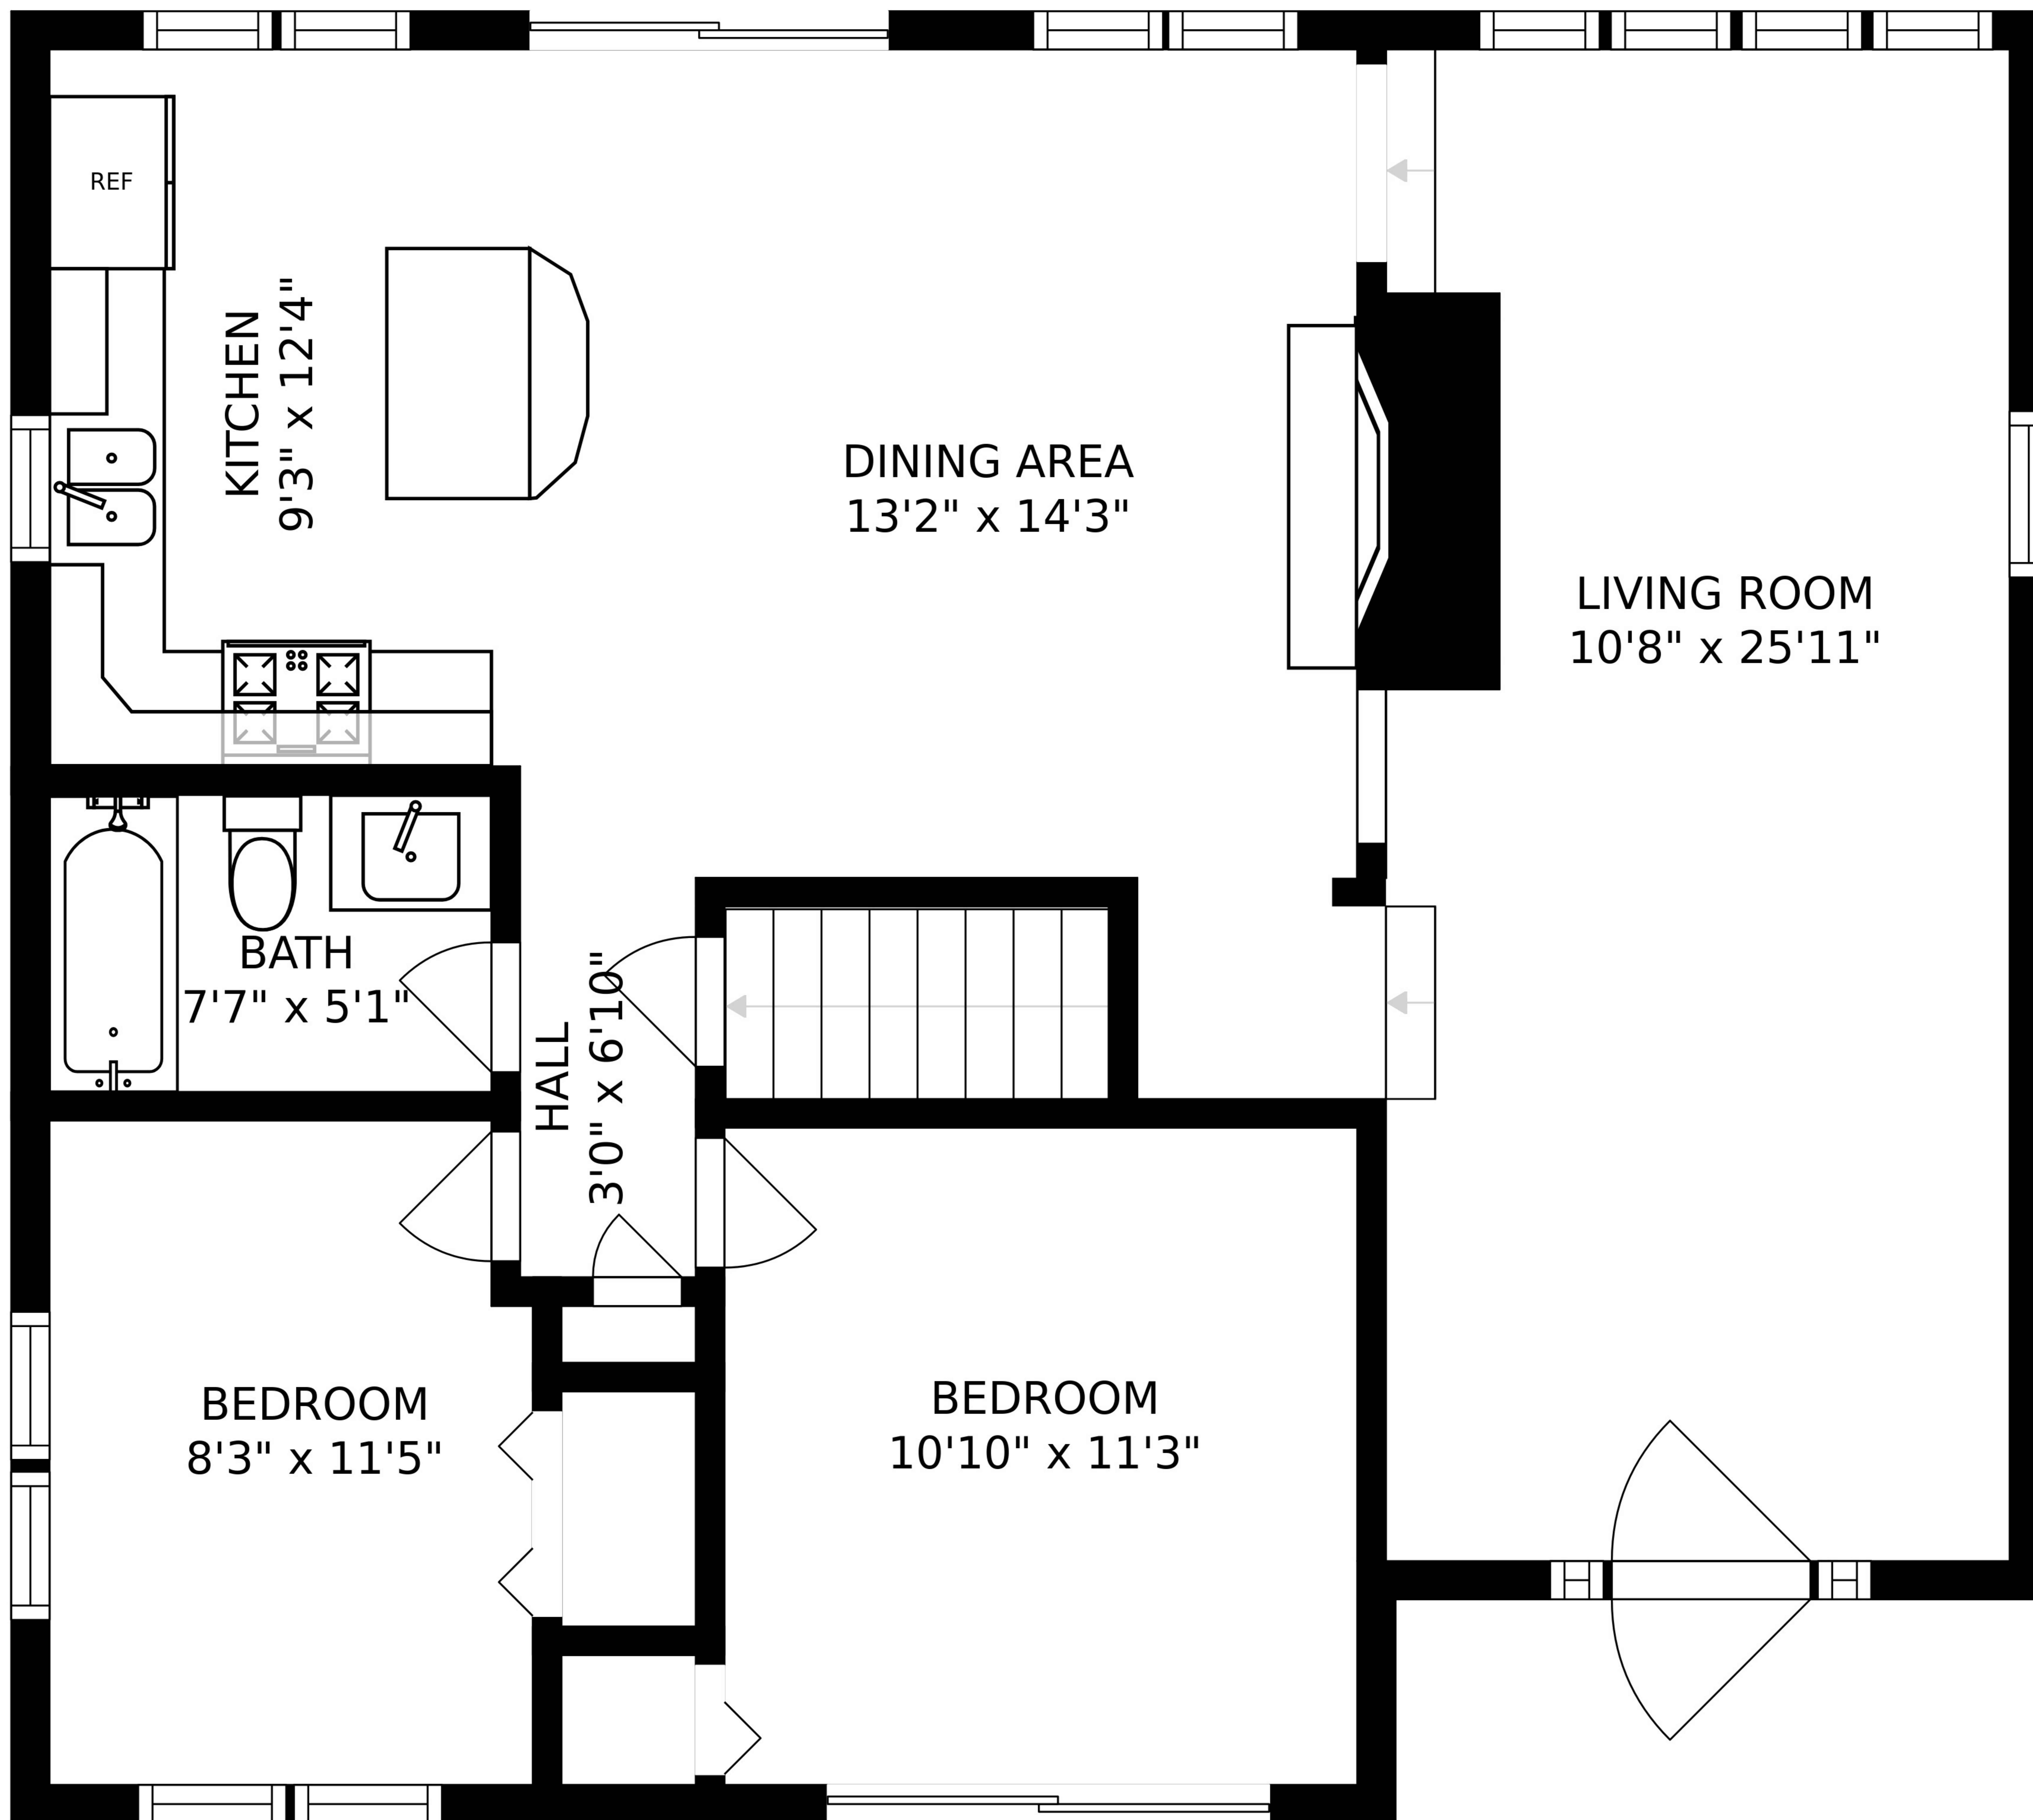 REF
KITCHEN
9'3" x 12'4"
DINING AREA
13'2" x 14'3"
LIVING ROOM
10'8" x 25'11"
BATH
7'7" x 5'1"
HALL
3'0" x 6'10"
BEDROOM
8'3" x 11'5"
BEDROOM
10'10" x 11'3"